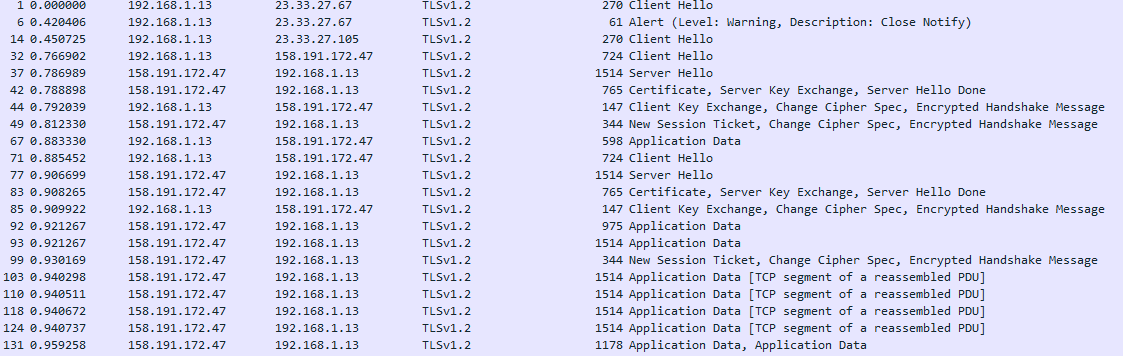 1 0.000000 192.168.1.13 23.33.27.67 TLSv1.2 270 Client Hello
6 0.420406 192.168.1.13 23.33.27.67 TLSv1.2 61 Alert (Level: Warning, Description: Close Notify)
14 0.450725 192.168.1.13 23.33.27.105 TLSv1.2 270 Client Hello
32 0.766902 192.168.1.13 158.191.172.47 TLSv1.2 724 Client Hello
37 0.786989 158.191.172.47 192.168.1.13 TLSv1.2 1514 Server Hello
42 0.788898 158.191.172.47 192.168.1.13 TLSv1.2 765 Certificate, Server Key Exchange, Server Hello Done
44 0.792039 192.168.1.13 158.191.172.47 TLSv1.2 147 Client Key Exchange, Change Cipher Spec, Encrypted Handshake Message
49 0.812330 158.191.172.47 192.168.1.13 TLSv1.2 344 New Session Ticket, Change Cipher Spec, Encrypted Handshake Message
67 0.883330 192.168.1.13 158.191.172.47 TLSv1.2 598 Application Data
71 0.885452 192.168.1.13 158.191.172.47 TLSv1.2 724 Client Hello
77 0.906699 158.191.172.47 192.168.1.13 TLSv1.2 1514 Server Hello
83 0.908265 158.191.172.47 192.168.1.13 TLSv1.2 765 Certificate, Server Key Exchange, Server Hello Done
85 0.909922 192.168.1.13 158.191.172.47 TLSv1.2 147 Client Key Exchange, Change Cipher Spec, Encrypted Handshake Message
92 0.921267 158.191.172.47 192.168.1.13 TLSv1.2 975 Application Data
93 0.921267 158.191.172.47 192.168.1.13 TLSv1.2 1514 Application Data
99 0.930169 158.191.172.47 192.168.1.13 TLSv1.2 344 New Session Ticket, Change Cipher Spec, Encrypted Handshake Message
103 0.940298 158.191.172.47 192.168.1.13 TLSv1.2 1514 Application Data [TCP segment of a reassembled PDU]
110 0.940511 158.191.172.47 192.168.1.13 TLSv1.2 1514 Application Data [TCP segment of a reassembled PDU]
118 0.940672 158.191.172.47 192.168.1.13 TLSv1.2 1514 Application Data [TCP segment of a reassembled PDU]
124 0.940737 158.191.172.47 192.168.1.13 TLSv1.2 1514 Application Data [TCP segment of a reassembled PDU]
131 0.959258 158.191.172.47 192.168.1.13 TLSv1.2 1178 Application Data, Application Data